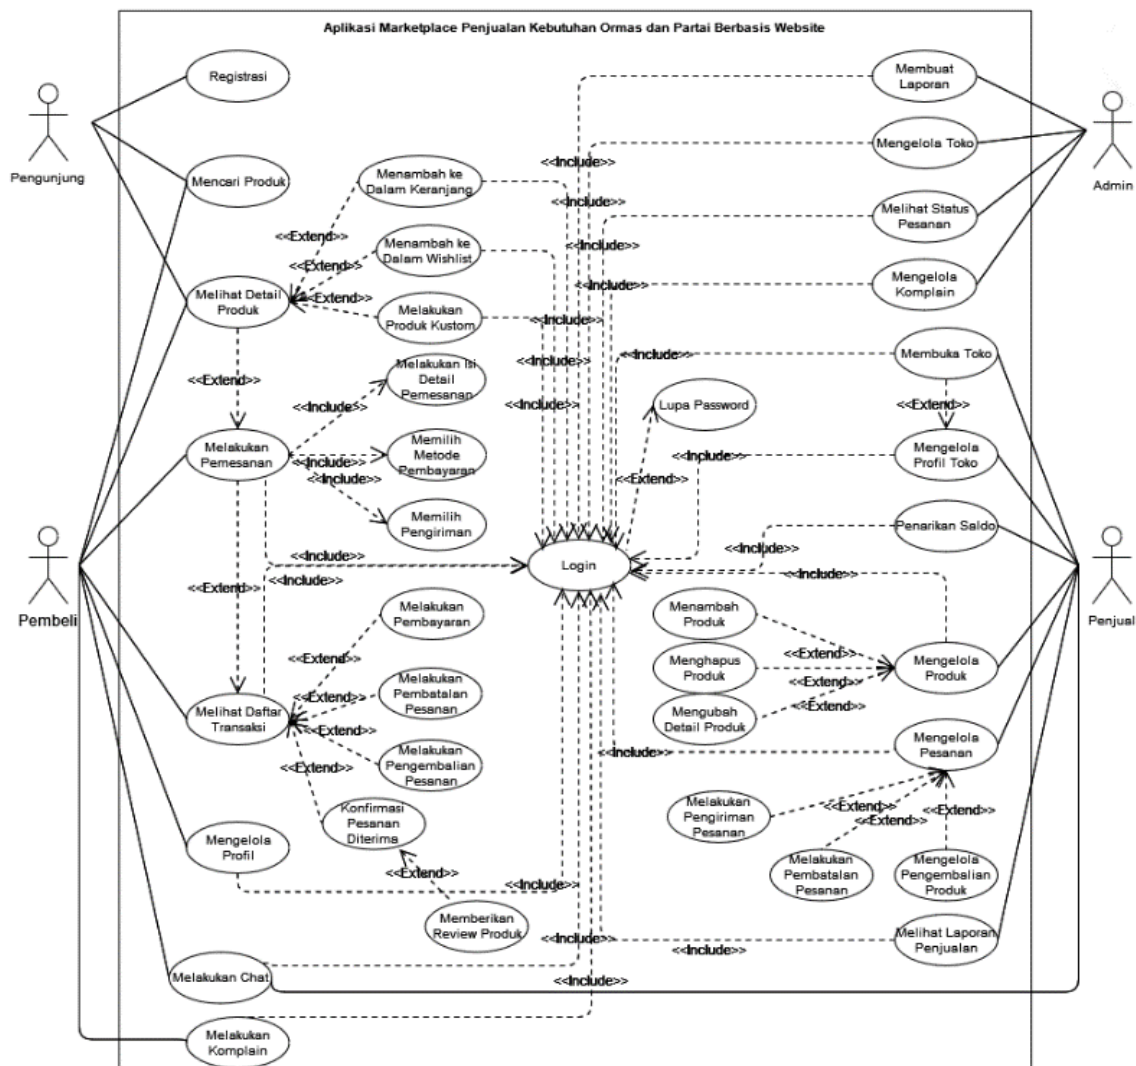 Aplikasi Marketplace Penjualan Kebutuhan Ormas dan Partai Berbasis Website
Registrasi
Membuat
Laporan
Pengunjung
Admin
Mengelola Toko
<<Include>>
Mencari Produk
Menambah ke
Dalam Keranjang
<<Include>>
<<Include>>
Melihat Status
Pesanan
<<Extend>>
Menambah ke
Dalam Wishlist
<<Include>>
<<Include>>
<<Extend>>
Melihat Detail
Produk
<<Extend>>
Melakukan
Produk Kustom
Mengelola
Komplain
<<Include>>
<<Include>>
<<Include>>
<<Include>>
Membuka Toko
<<Extend>>
Melakukan Isi
Detail
Pemesanan
<<Include>>
<<Include>>
Lupa Password
<<Extend>>
Melakukan
Pemesanan
<<Include>>
Memilih
Metode
Pembayaran
<<Include>>
<<Extend>>
<<Include>>
Mengelola
Profil Toko
Memilih
Pengiriman
Penarikan Saldo
<<Include>>
Pembeli
<<Include>>
Login
<<Include>>
Penjual
<<Extend>>
<<Include>>
Melakukan
Pembayaran
Menambah
Produk
<<Extend>>
<<Extend>>
Menghapus
Produk
<<Extend>>
Mengelola
Produk
<<Extend>>
Melakukan
Pembatalan
Pesanan
Melihat Daftar
Transaksi
Mengubah
Detail Produk
<<Extend>>
<<Extend>>
Mengelola
Pesanan
<<Include>>
<<Extend>>
Melakukan
Pengembalian
Pesanan
Konfirmasi
Pesanan
Diterima
Melakukan
Pengiriman
Pesanan
<<Extend>>
<<Extend>>
<<Extend>>
Mengelola
Profil
<<Extend>>
<<Include>>
Melakukan
Pembatalan
Pesanan
Mengelola
Pengembalian
Produk
Memberikan
Review Produk
<<Include>>
<<Include>>
Melihat Laporan
Penjualan
Melakukan Chat
<<Include>>
Melakukan
Komplain